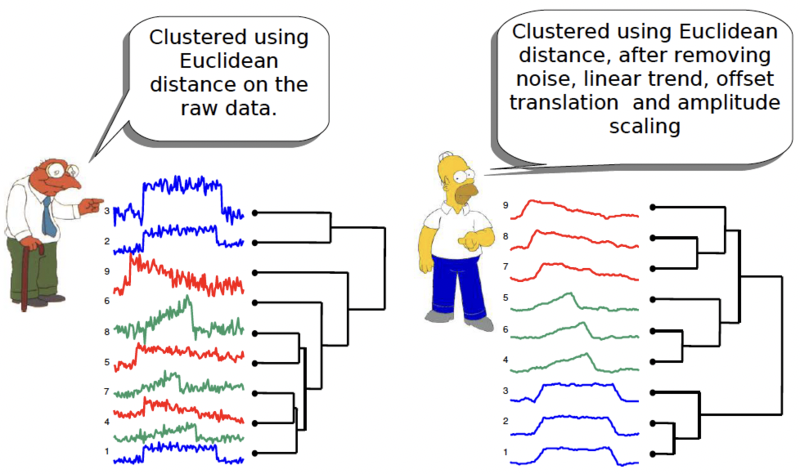 Clustered using
Euclidean
distance on the
raw data.
Clustered using Euclidean
distance, after removing
noise, linear trend, offset
translation and amplitude
scaling
3
2
9
6
8
5
7
4
1
9
8
7
5
6
4
3
2
1